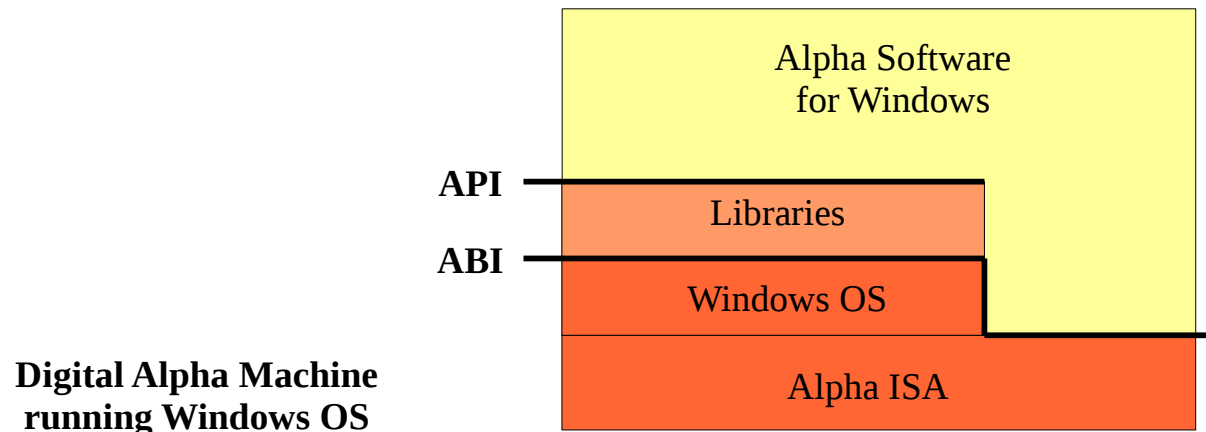 Alpha Software
for Windows
API
Libraries
ABI
Windows OS
Digital Alpha Machine
running Windows OS
Alpha ISA